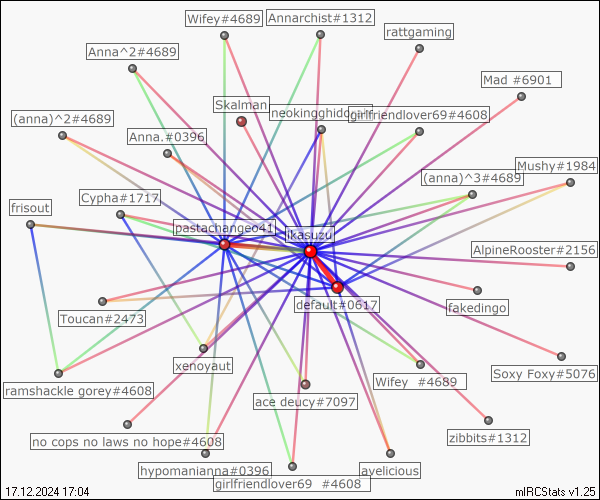 Wifey#4689
Annarchist#1312
rattgaming
Anna^2#4689
Mad #6901
Skalman
neokingghido
girlfriendlover69#4608
(anna)^2#4689
Anna.#0396
Mushy#1984
(anna)^3#4689
Cypha#1717
frisout
pastachangeo41
ikasuzu
AlpineRooster#2156
default#0617
fakedingo
Toucan#2473
xenoyaut
Soxy Foxy#5076
Wifey #4689
ramshackle gorey#4608
ace deucy#7097
no cops no laws no hope#4608
zibbits#1312
hypomanianna#0396
avelicious
girlfriendlover69 #4608
17.12.2024 17:04
mIRCStats v1.25